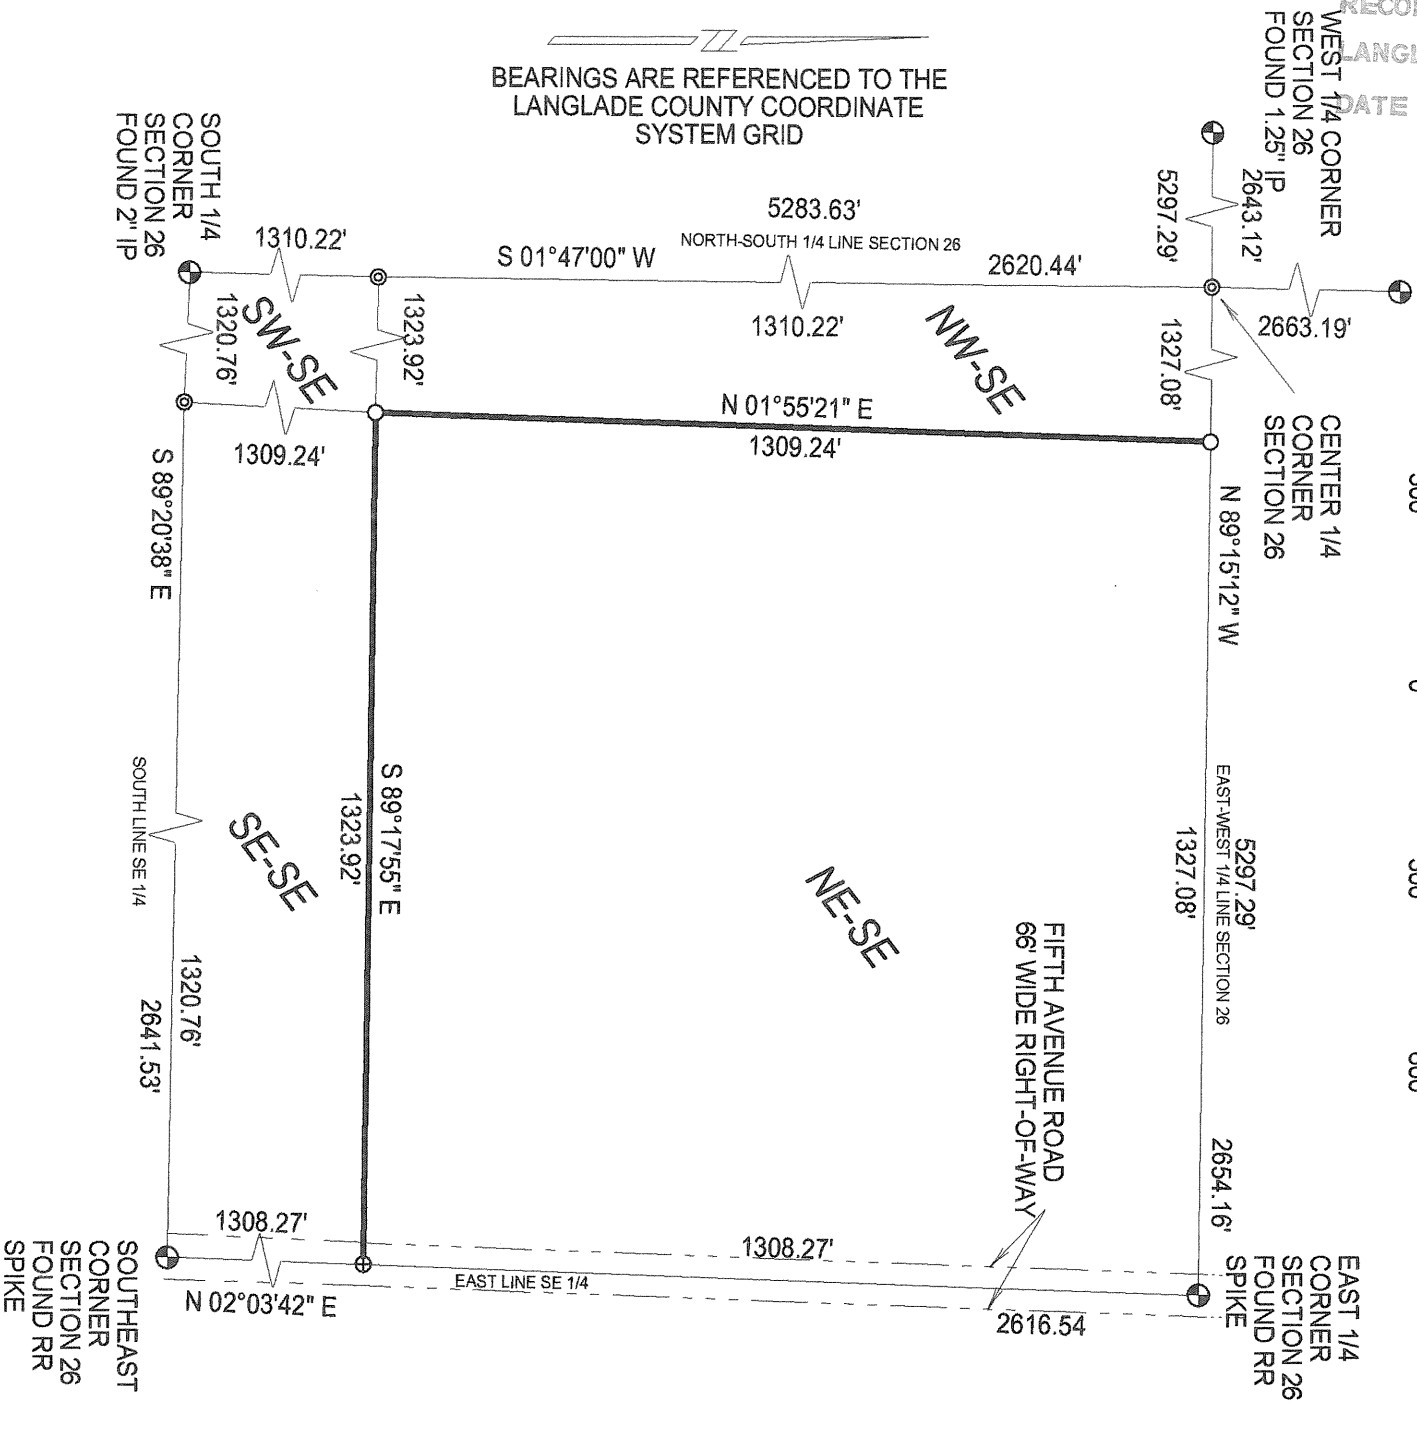 BEARINGS ARE REFERENCED TO THE
LANGLADE COUNTY COORDINATE
SYSTEM GRID
WEST 1/4 CORNER
SECTION 26
FOUND 1.25" IP
LANGL
DATE
SOUTH 1/4
CORNER
SECTION 26
FOUND 2" IP
1310.22'
5283.63'
NORTH-SOUTH 1/4 LINE SECTION 26
S 01°47'00" W
2620.44'
1310.22'
2643.12'
5297.29'
2663.19'
1320.76'
SW-SE
1323.92'
NW-SE
1327.08'
CENTER 1/4
CORNER
SECTION 26
N 01°55'21" E
1309.24'
1309.24'
S 89°20'38" E
N 89°15'12" W
SOUTH LINE SE 1/4
SE-SE
S 89°17'55" E
1323.92'
NE-SE
5297.29'
EAST-WEST 1/4 LINE SECTION 26
1327.08'
1320.76'
2641.53'
FIFTH AVENUE ROAD
66' WIDE RIGHT-OF-WAY
2654.16'
1308.27'
1308.27'
EAST LINE SE 1/4
N 02°03'42" E
2616.54
SOUTHEAST
CORNER
SECTION 26
FOUND RR
SPIKE
EAST 1/4
CORNER
SECTION 26
FOUND RR
SPIKE